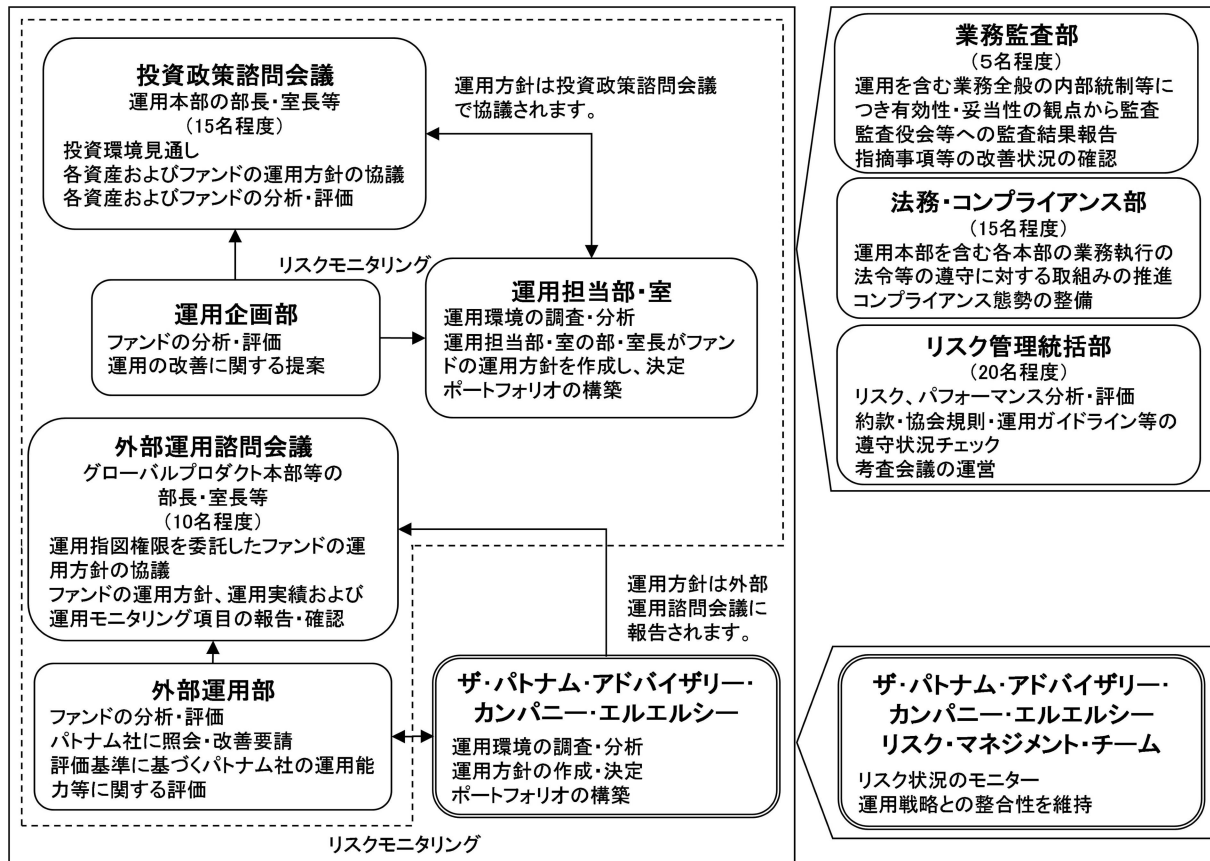 投資政策諮問会議
運用本部の部長・室長等
(15名程度)
投資環境見通し
各資産およびファンドの運用方針の協議
各資産およびファンドの分析・評価
運用方針は投資政策諮問会議
で協議されます。
リスクモニタリング
運用企画部
ファンドの分析・評価
運用の改善に関する提案
運用担当部・室
運用環境の調査・分析
運用担当部・室の部・室長がファン
ドの運用方針を作成し、決定
ポートフォリオの構築
外部運用諮問会議
グローバルプロダクト本部等の
部長・室長等
(10名程度)
運用指図権限を委託したファンドの運
用方針の協議
ファンドの運用方針、運用実績および
運用モニタリング項目の報告・確認
運用方針は外部
運用諮問会議に
報告されます。
外部運用部
ファンドの分析・評価
パトナム社に照会・改善要請
評価基準に基づくパトナム社の運用能
力等に関する評価
ザ・パトナム・アドバイザリー・
カンパニー・エルエルシー
運用環境の調査・分析
運用方針の作成・決定
ポートフォリオの構築
リスクモニタリング
業務監査部
(5名程度)
運用を含む業務全般の内部統制等に
つき有効性・妥当性の観点から監査
監査役会等への監査結果報告
指摘事項等の改善状況の確認
法務・コンプライアンス部
(15名程度)
運用本部を含む各本部の業務執行の
法令等の遵守に対する取組みの推進
コンプライアンス態勢の整備
リスク管理統括部
(20名程度)
リスク、パフォーマンス分析・評価
約款・協会規則・運用ガイドライン等の
遵守状況チェック
考査会議の運営
ザ・パトナム・アドバイザリー・
カンパニー・エルエルシー
リスク・マネジメント・チーム
リスク状況のモニター
運用戦略との整合性を維持